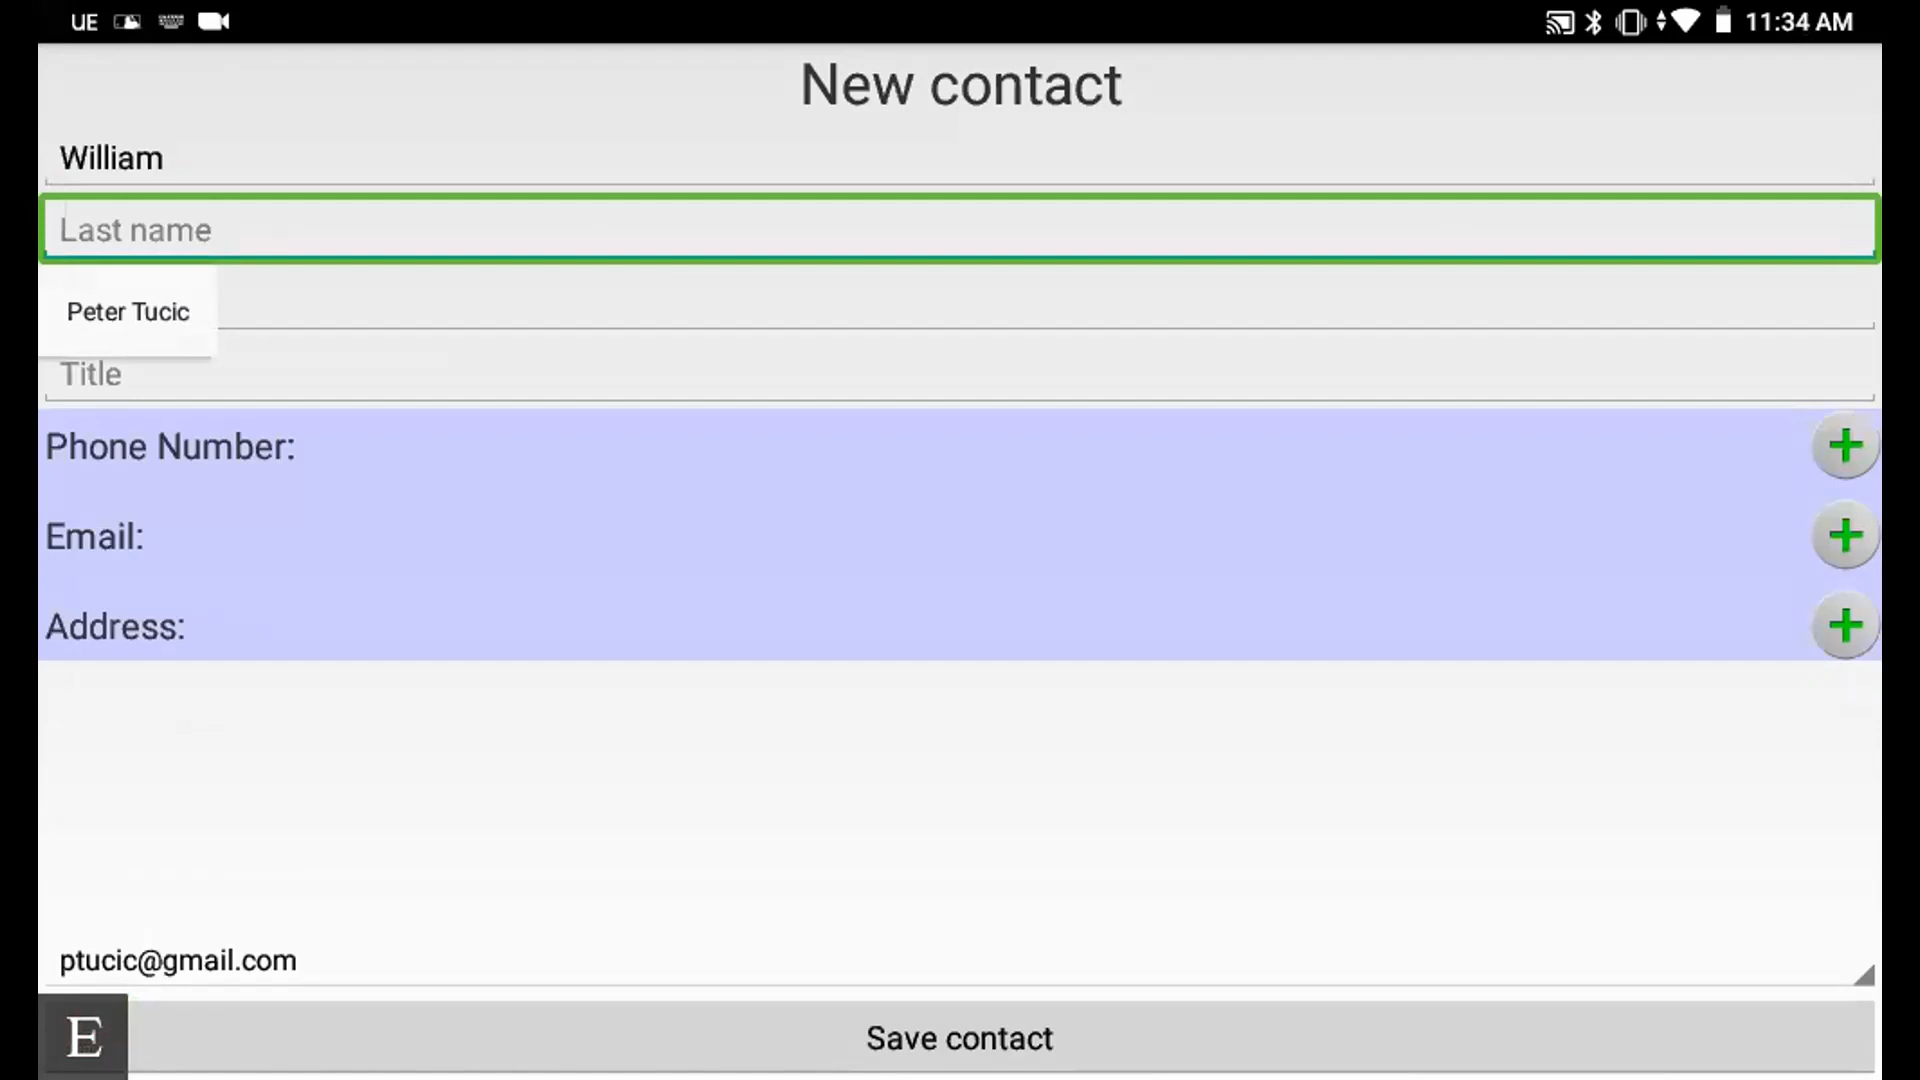 UE
11:34 AM
New contact
William
Last name
Peter Tucic
Title
Phone Number:
Email:
Address:
ptucic@gmail.com
E
Save contact